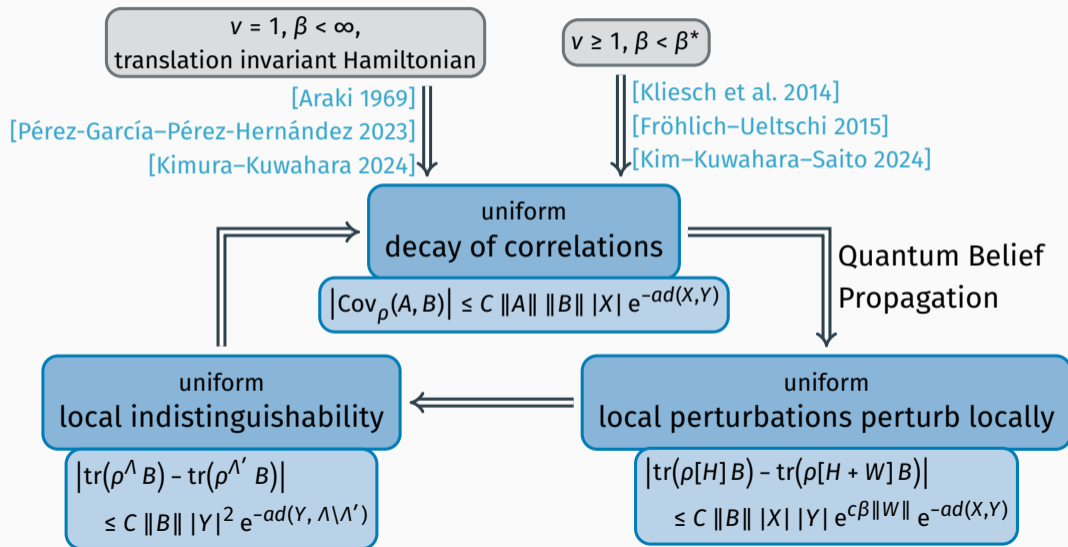 ν = 1, β < ∞,
translation invariant Hamiltonian
ν ≥ 1, β < β*
[Araki 1969]
[Pérez-García–Pérez-Hernández 2023]
[Kimura–Kuwahara 2024]
[Kliesch et al. 2014]
[Fröhlich–Ueltschi 2015]
[Kim–Kuwahara–Saito 2024]
uniform
decay of correlations
|Cov_ρ(A, B)| ≤ C ‖A‖ ‖B‖ |X| e^{−ad(X,Y)}
Quantum Belief
Propagation
uniform
local indistinguishability
|tr(ρ^Λ B) − tr(ρ^{Λ′} B)|
≤ C ‖B‖ |Y|² e^{−ad(Y, Λ\Λ′)}
uniform
local perturbations perturb locally
|tr(ρ[H] B) − tr(ρ[H + W] B)|
≤ C ‖B‖ |X| |Y| e^{cβ‖W‖} e^{−ad(X,Y)}